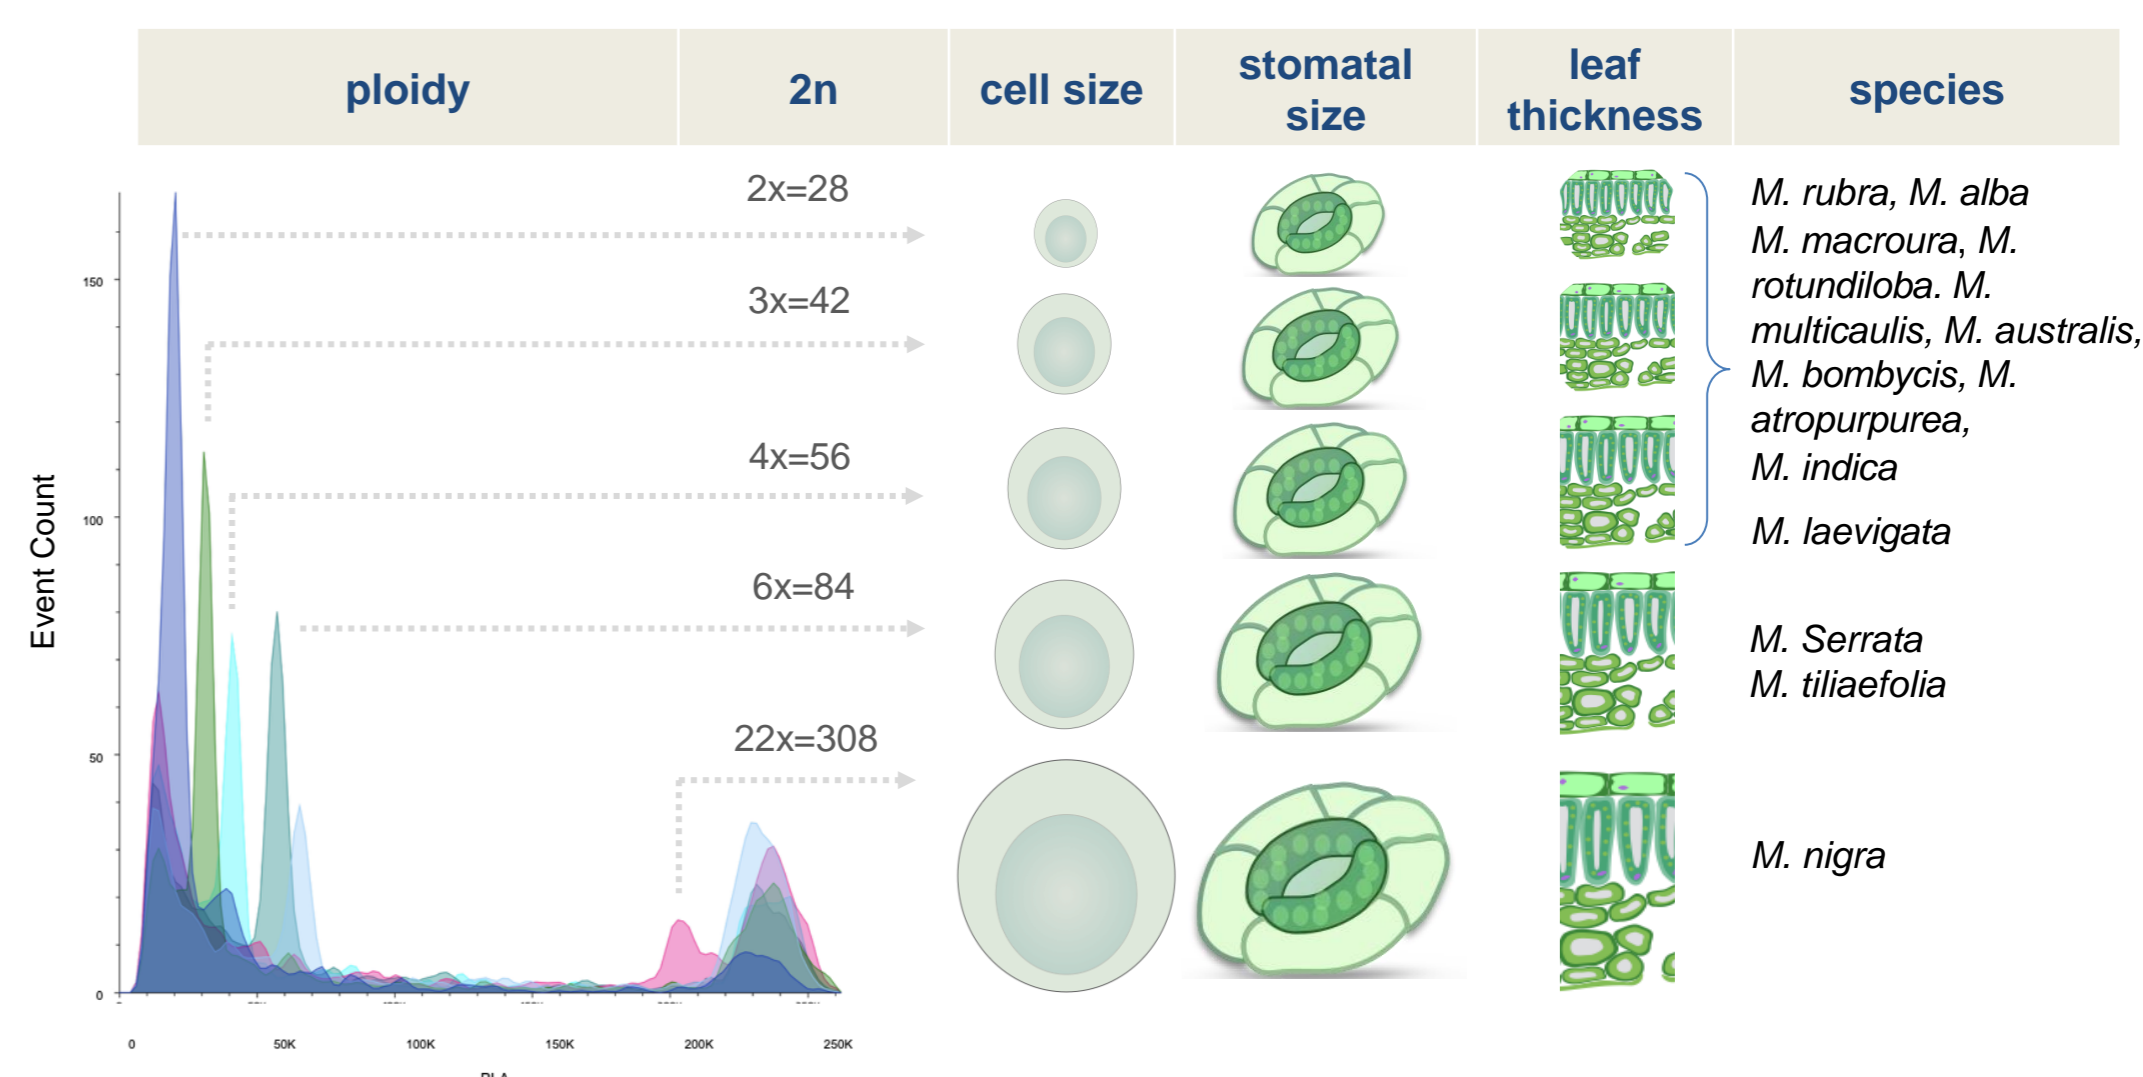 ploidy
2n
cell size
stomatal
size
leaf
thickness
species
2x=28
3x=42
4x=56
6x=84
22x=308
M. rubra, M. alba
M. macroura, M.
rotundiloba. M.
multicaulis, M. australis,
M. bombycis, M.
atropurpurea,
M. indica
M. laevigata
M. Serrata
M. tiliaefolia
M. nigra
Event Count
150
100
50
0
0 50K 100K 150K 200K 250K